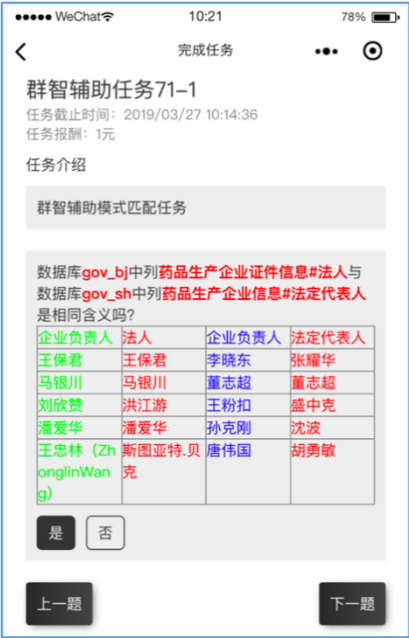 WeChat 10:21 78%
完成任务
群智辅助任务71-1
任务截止时间：2019/03/27 10:14:36
任务报酬：1元
任务介绍
群智辅助模式匹配任务
数据库gov_bj中列药品生产企业证件信息#法人与
数据库gov_sh中列药品生产企业信息#法定代表人
是相同含义吗?
企业负责人 法人 企业负责人 法定代表人
王保君 王保君 李晓东 张耀华
马银川 马银川 董志超 董志超
刘欣赞 洪江游 王粉扣 盛中克
潘爱华 潘爱华 孙克刚 沈波
王忠林（Zh 斯图亚特.贝 唐伟国 胡勇敏
onglinWan 克
g）
是 否
上一题 下一题